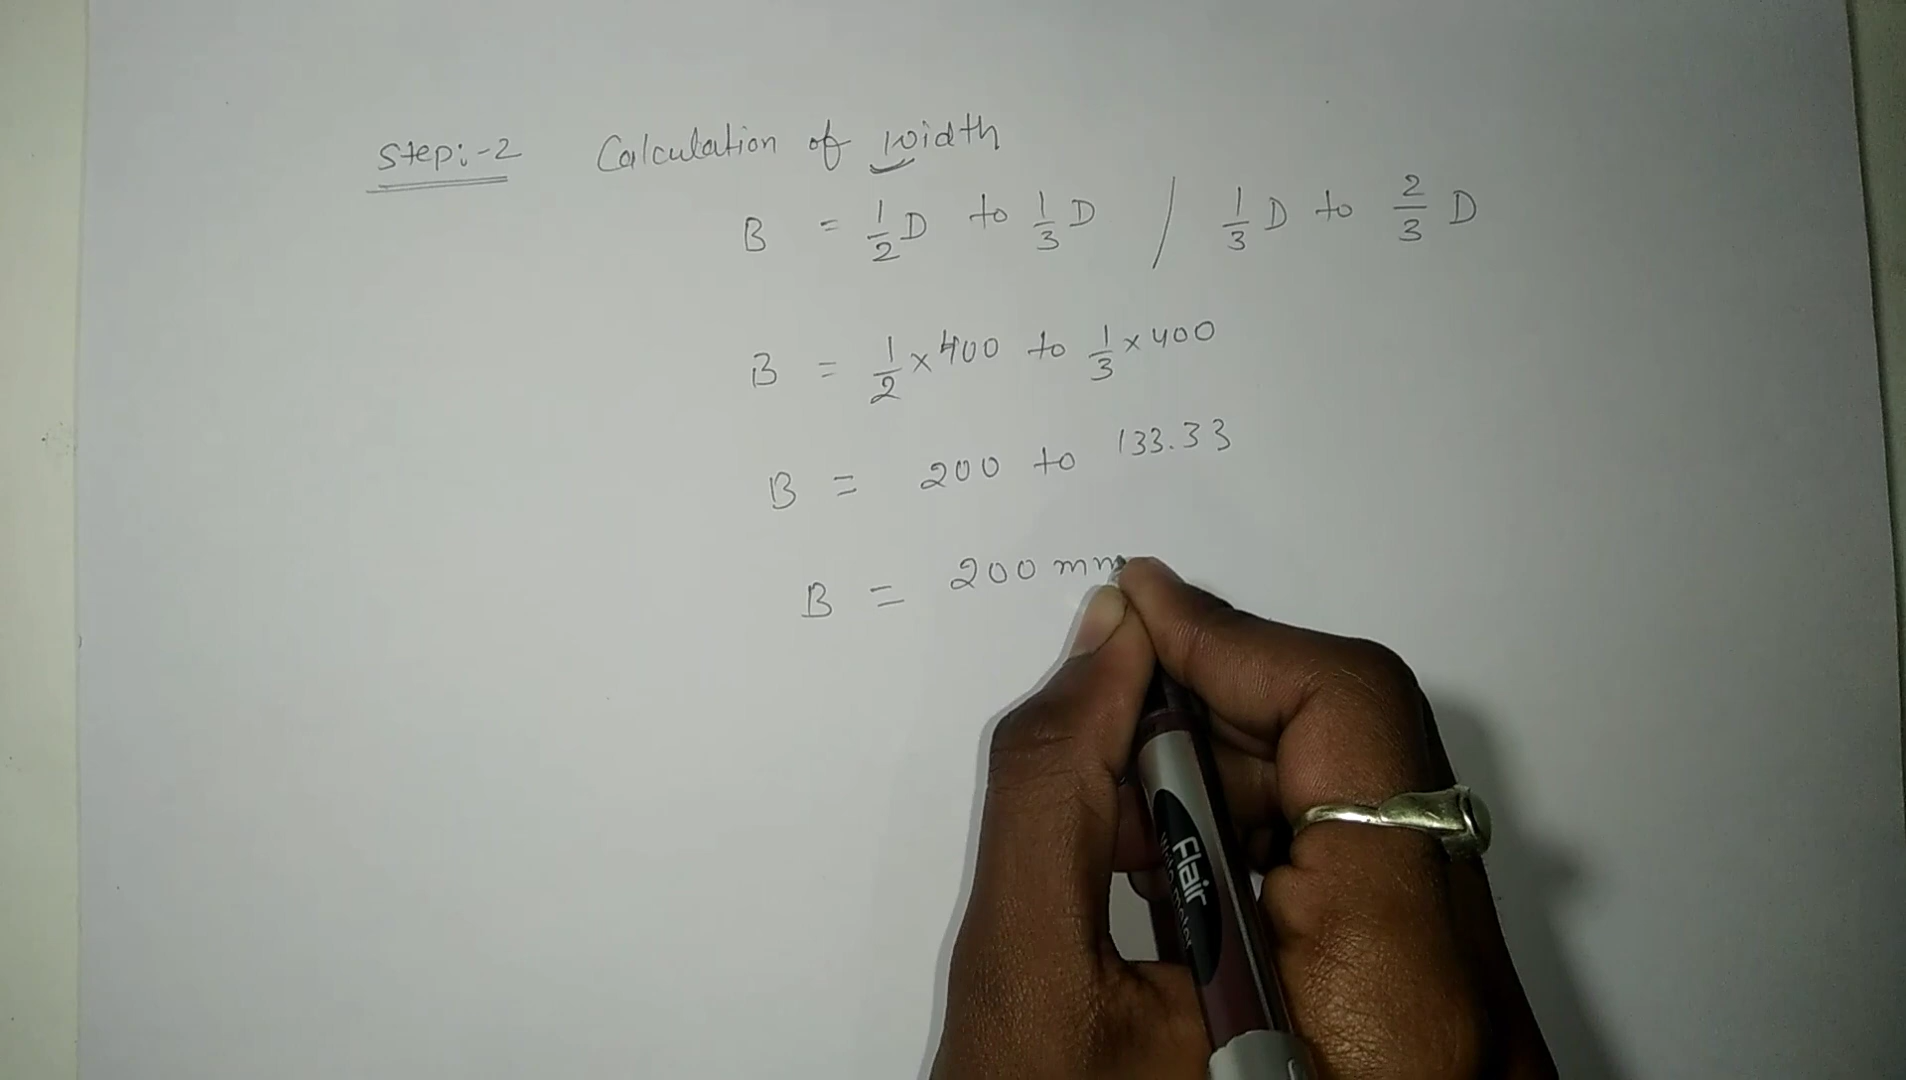 Step:-2 Calculation of width
B = 1/2 D to 1/3 D / 1/3 D to 2/3 D
B = 1/2 × 400 to 1/3 × 400
B = 200 to 133.33
B = 200 mm
Flair